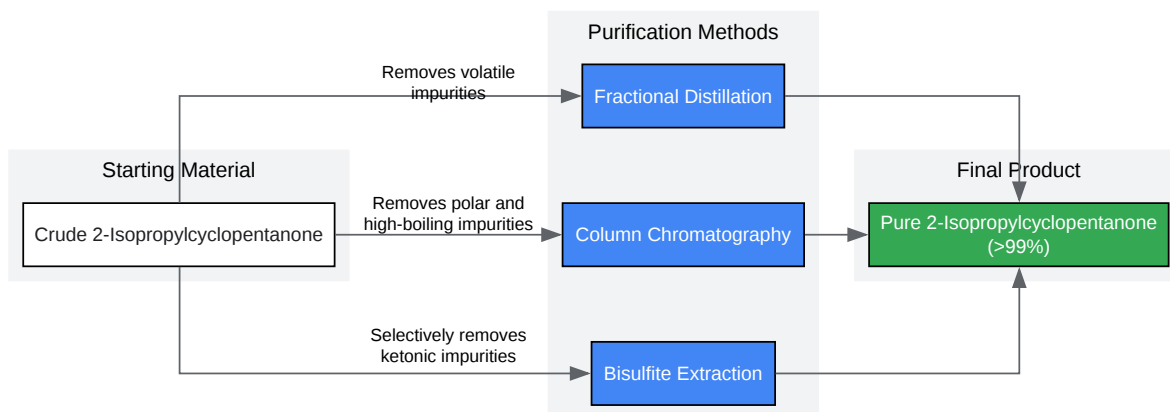 Purification Methods
Removes volatile
impurities
Fractional Distillation
Starting Material
Final Product
Crude 2-Isopropylcyclopentanone
Removes polar and
high-boiling impurities
Column Chromatography
Pure 2-Isopropylcyclopentanone
(>99%)
Selectively removes
ketonic impurities
Bisulfite Extraction